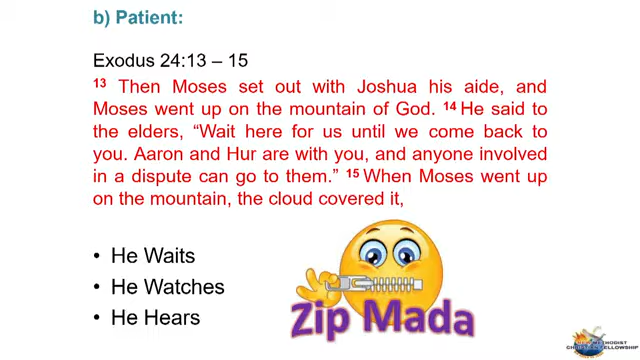 b) Patient:
Exodus 24:13 – 15
13 Then Moses set out with Joshua his aide, and
Moses went up on the mountain of God. 14 He said to
the elders, “Wait here for us until we come back to
you. Aaron and Hur are with you, and anyone involved
in a dispute can go to them.” 15 When Moses went up
on the mountain, the cloud covered it,
• He Waits
• He Watches
• He Hears
Zip Mada
METHODIST